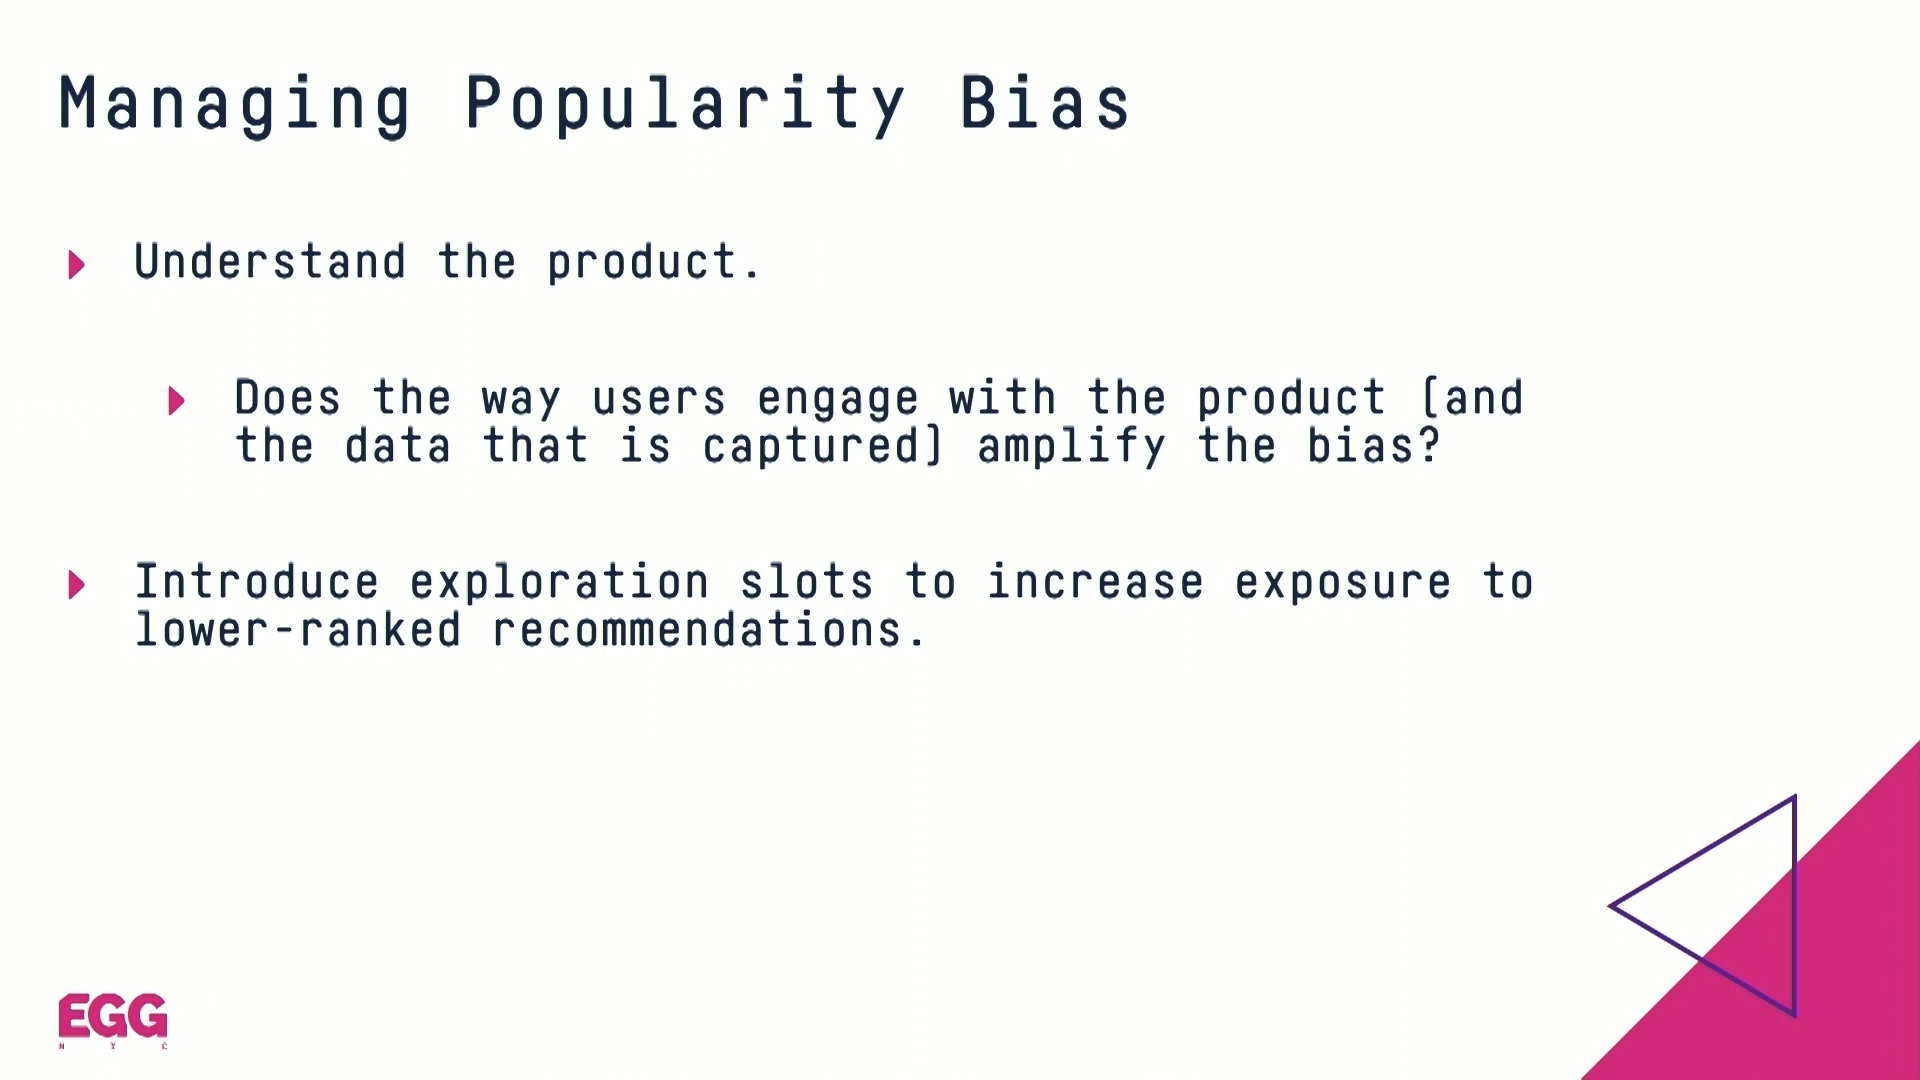 Managing Popularity Bias
Understand the product.
Does the way users engage with the product (and
the data that is captured) amplify the bias?
Introduce exploration slots to increase exposure to
lower-ranked recommendations.
EGG
N Y C